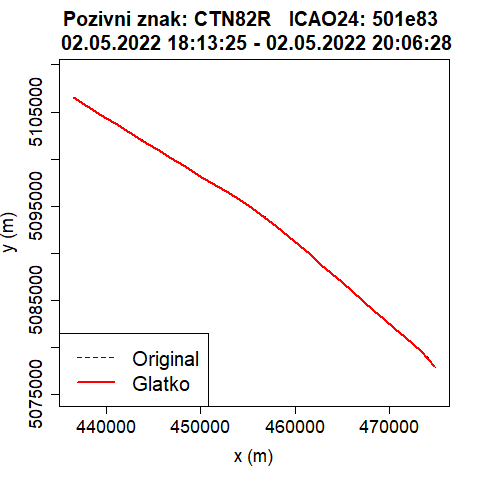 Pozivni znak: CTN82R   ICAO24: 501e83
02.05.2022 18:13:25 - 02.05.2022 20:06:28
y (m)
5105000
5095000
5085000
5075000
Original
Glatko
440000 450000 460000 470000
x (m)